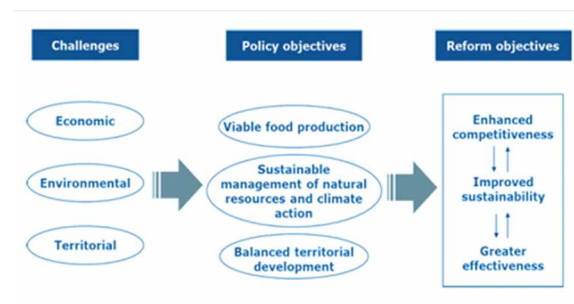 Challenges
Policy objectives
Reform objectives
Economic
Environmental
Territorial
Viable food production
Sustainable
management of natural
resources and climate
action
Balanced territorial
development
Enhanced
competitiveness
Improved
sustainability
Greater
effectiveness